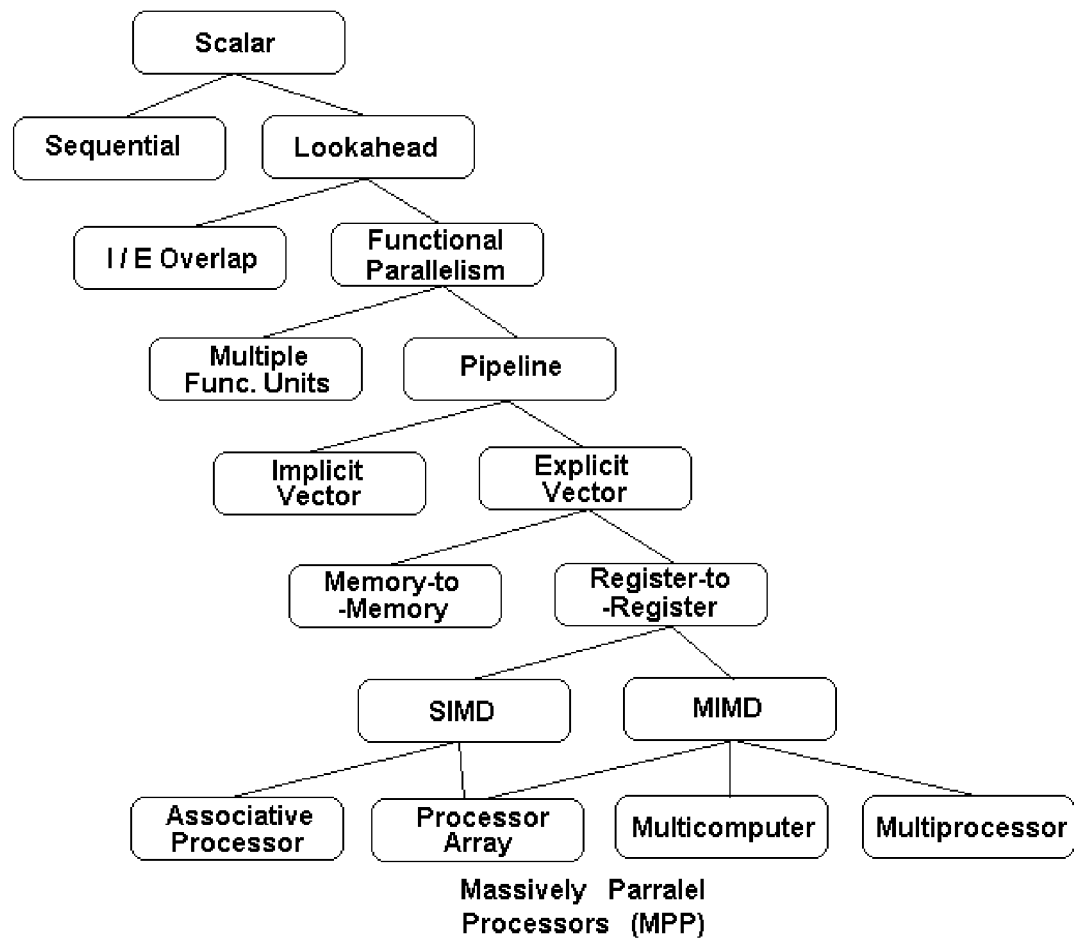 Scalar
Sequential
Lookahead
I / E Overlap
Functional
Parallelism
Multiple
Func. Units
Pipeline
Implicit
Vector
Explicit
Vector
Memory-to
-Memory
Register-to
-Register
SIMD
MIMD
Associative
Processor
Processor
Array
Multicomputer
Multiprocessor
Massively Parralel
Processors (MPP)